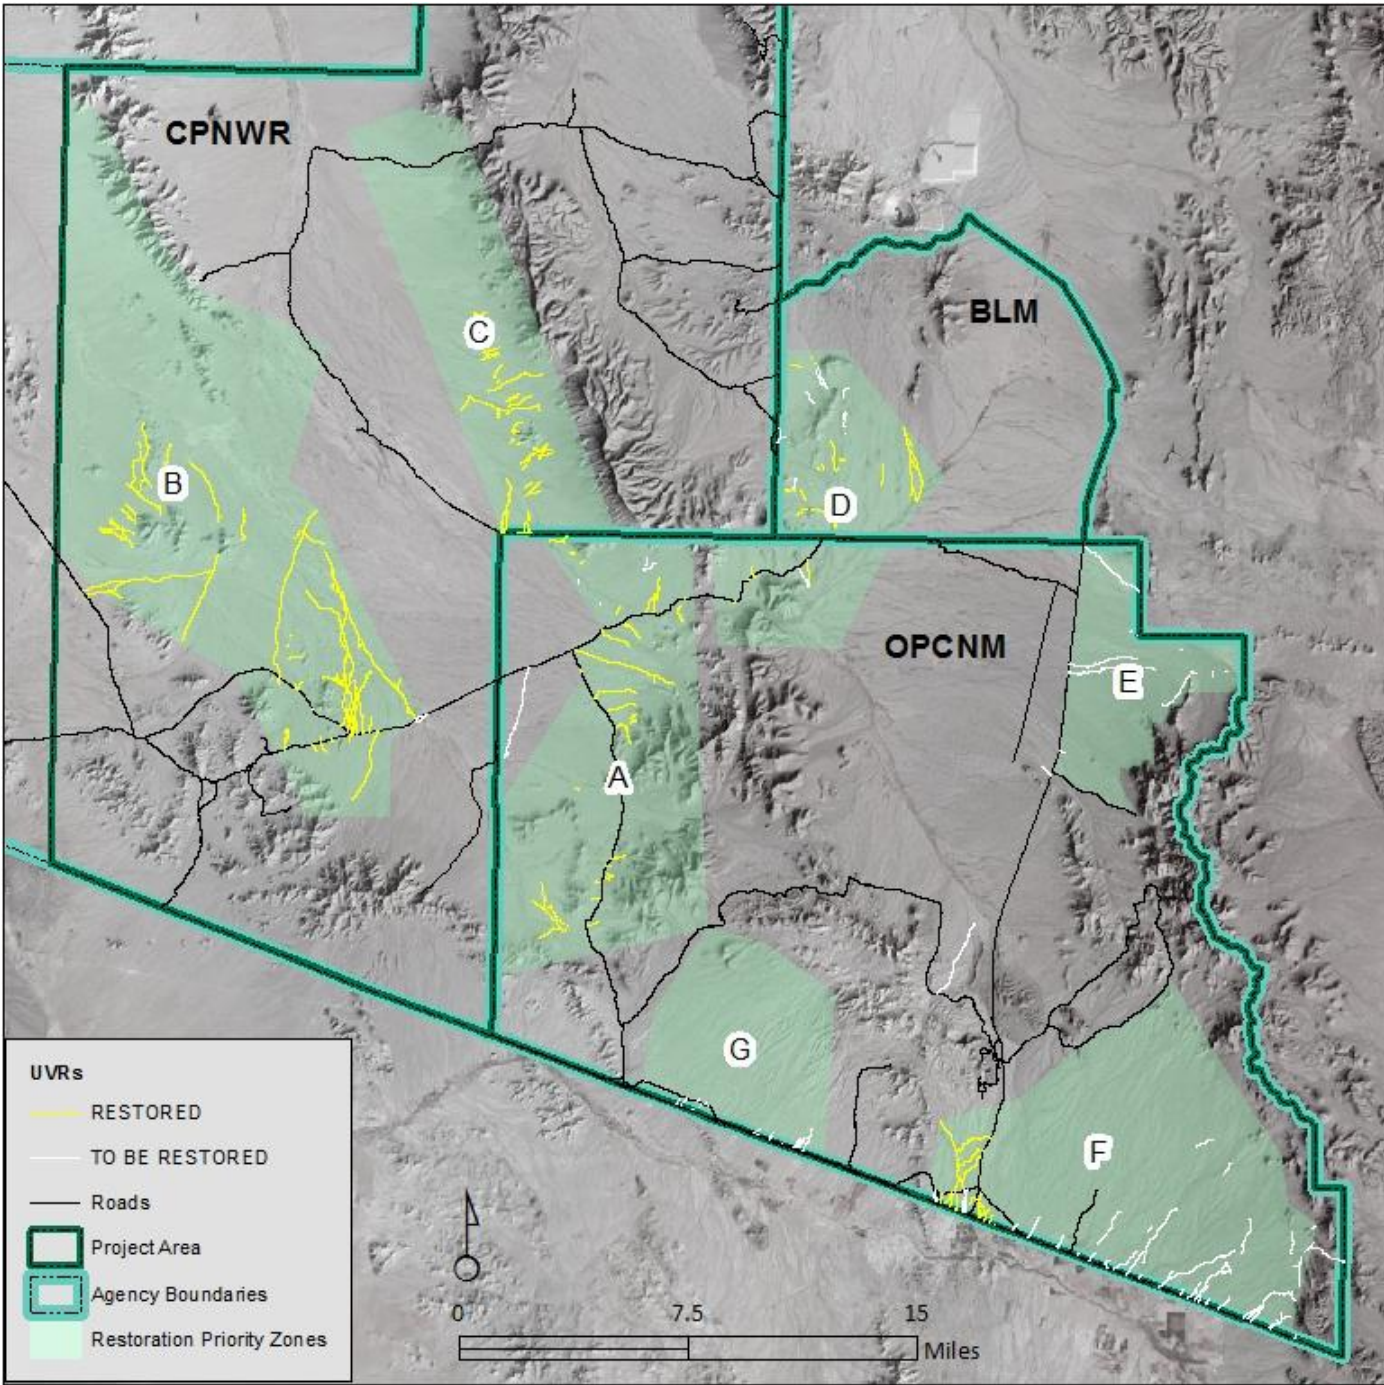 CPNWR
BLM
C
B
D
OPCNM
E
A
G
F
UVRs
RESTORED
TO BE RESTORED
Roads
Project Area
Agency Boundaries
Restoration Priority Zones
0 7.5 15
Miles